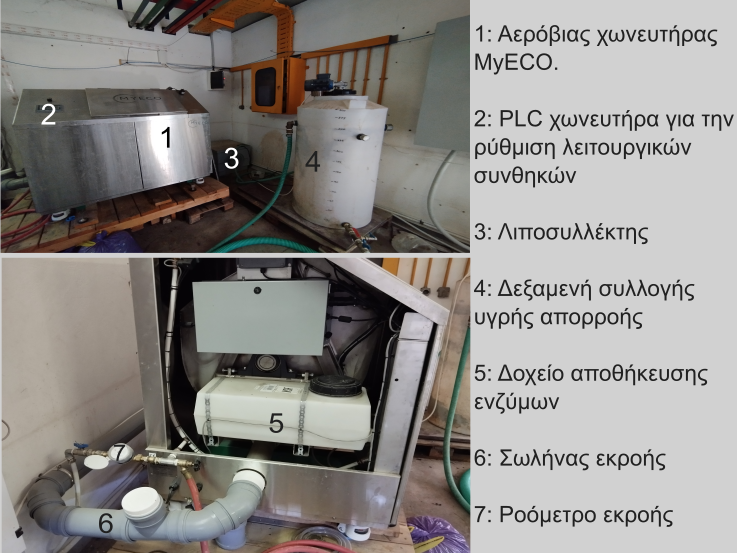 MYECO
2
1
3
4
5
7
6
1: Αερόβιας χωνευτήρας
MyECO.
2: PLC χωνευτήρα για την
ρύθμιση λειτουργικών
συνθηκών
3: Λιποσυλλέκτης
4: Δεξαμενή συλλογής
υγρής απορροής
5: Δοχείο αποθήκευσης
ενζύμων
6: Σωλήνας εκροής
7: Ροόμετρο εκροής